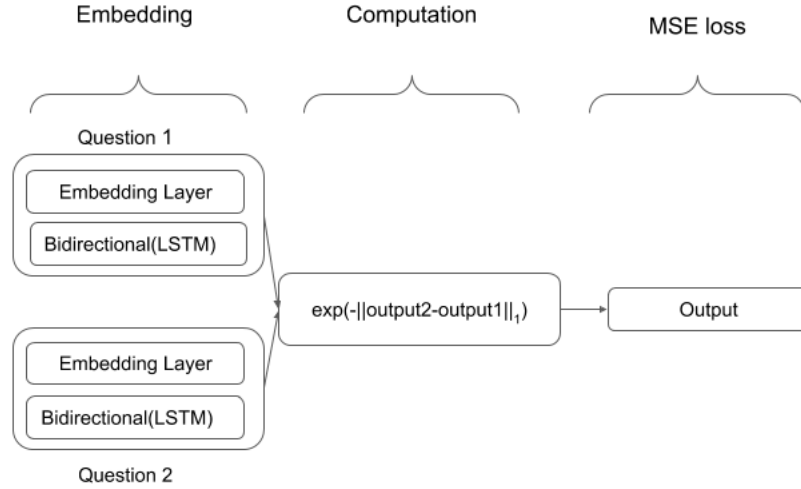 Embedding
Computation
MSE loss
Question 1
Embedding Layer
Bidirectional(LSTM)
exp(-||output2-output1||₁)
Output
Embedding Layer
Bidirectional(LSTM)
Question 2